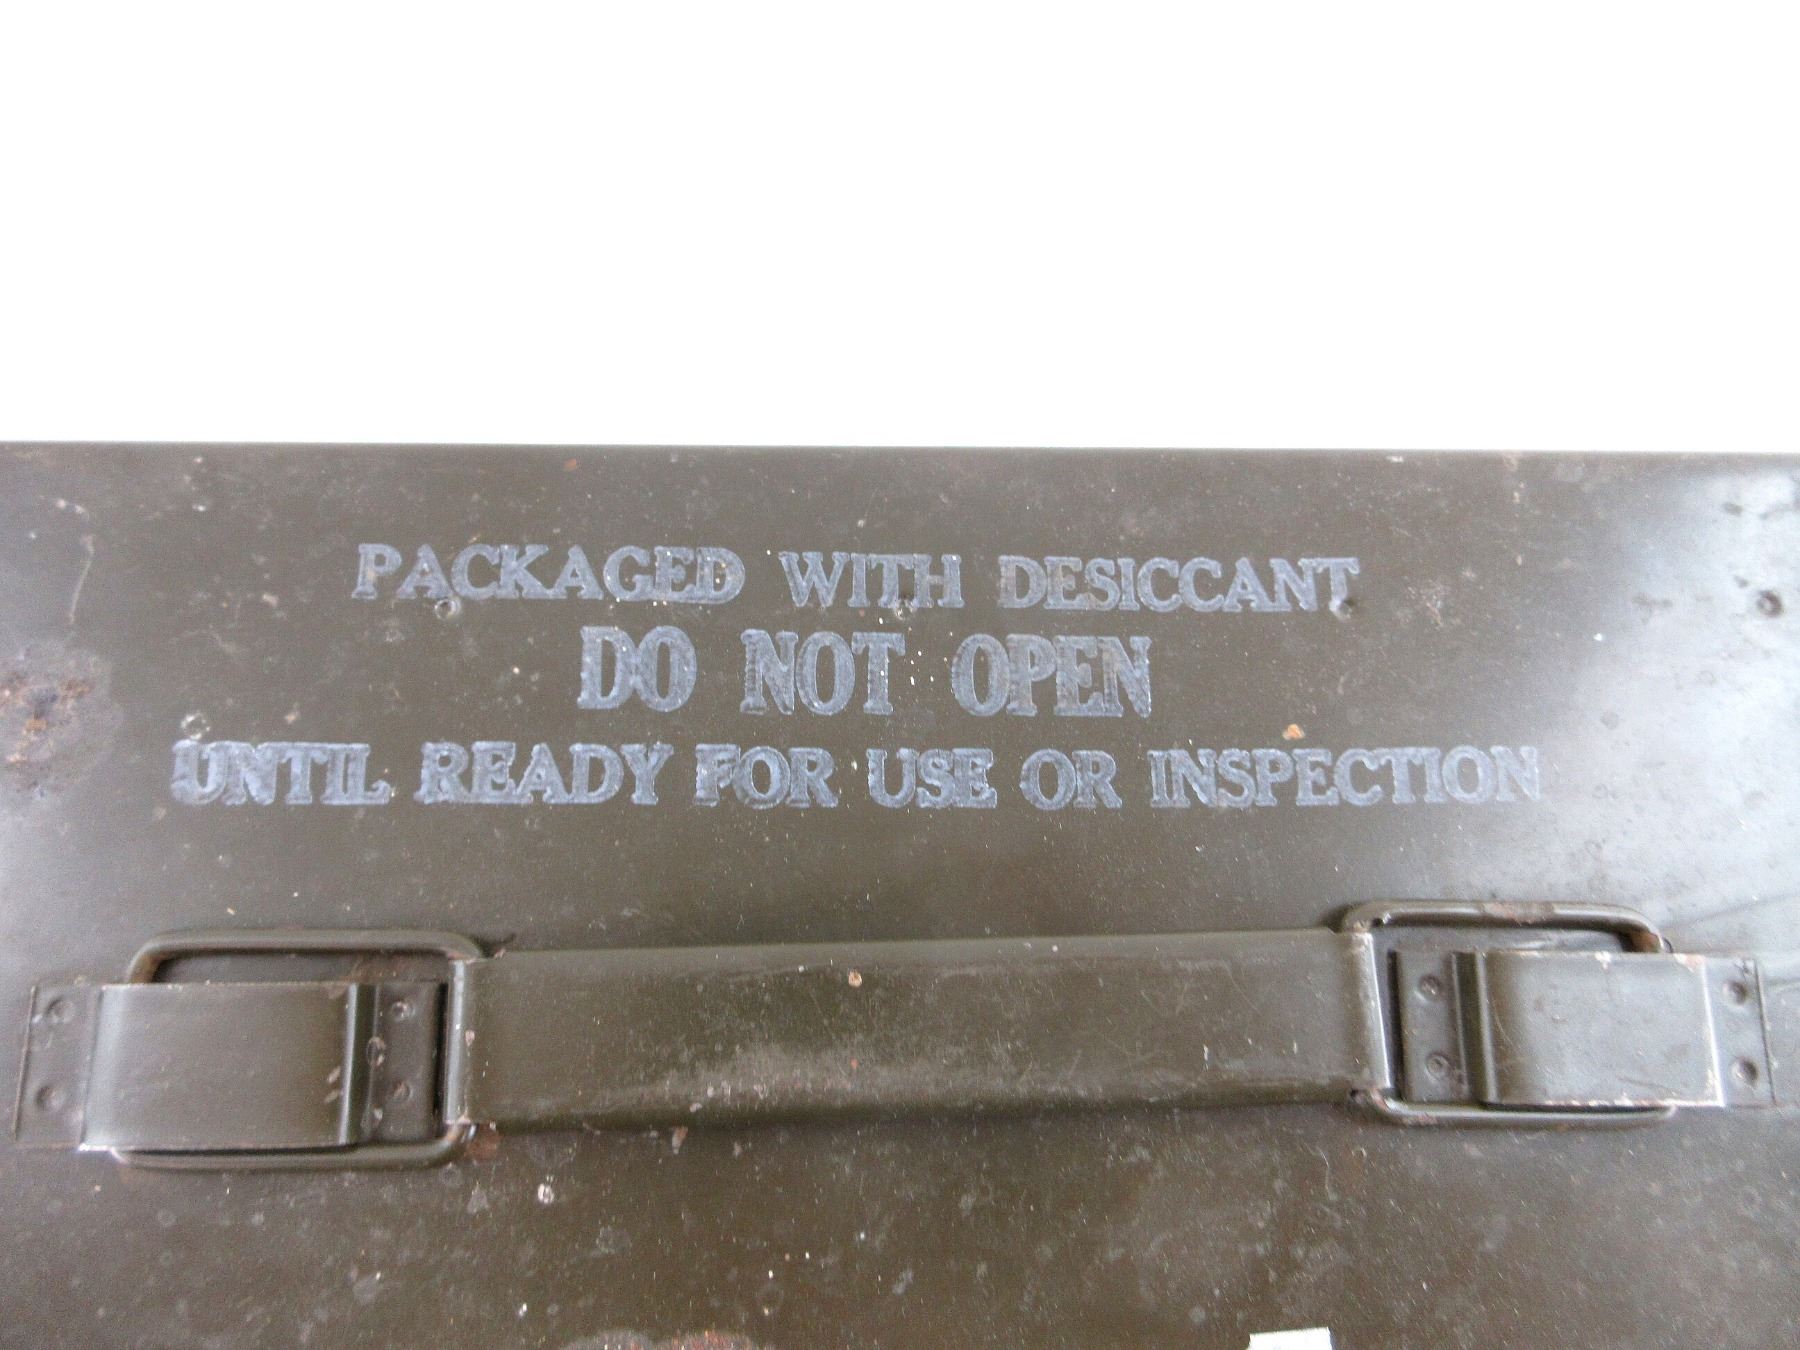 PACKAGED WITH DESICCANT
DO NOT OPEN
UNTIL READY FOR USE OR INSPECTION